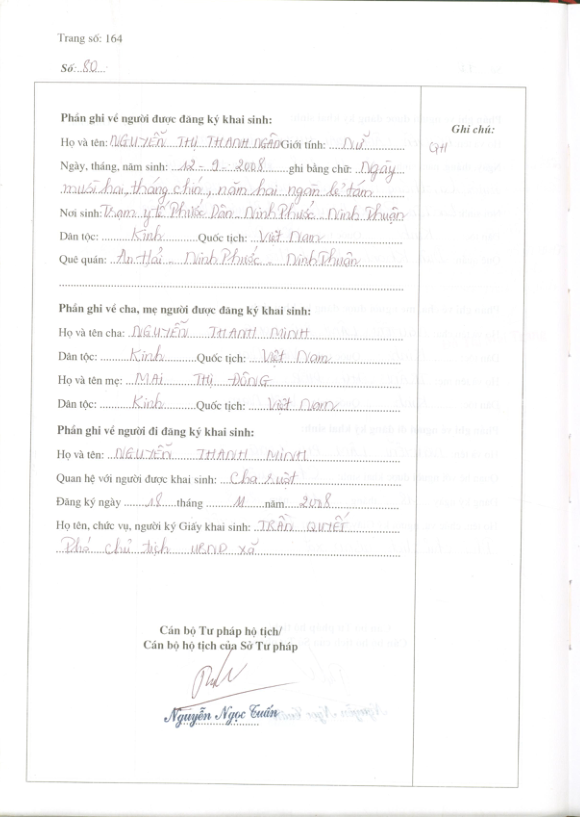 Trang số: 164
Số: 80
Phần ghi về người được đăng ký khai sinh:
Ghi chú:
Họ và tên: NGUYỄN THỊ THANH NGÂN Giới tính: Nữ
GH
Ngày, tháng, năm sinh: 12 - 9 - 2008 ghi bằng chữ: Ngày
mười hai, tháng chín, năm hai ngàn lẻ tám
Nơi sinh: Trạm y tế Phước Dân - Ninh Phước - Ninh Thuận
Dân tộc: Kinh Quốc tịch: Việt Nam
Quê quán: An Hải - Ninh Phước - Ninh Thuận
Phần ghi về cha, mẹ người được đăng ký khai sinh:
Họ và tên cha: NGUYỄN THANH MINH
Dân tộc: Kinh Quốc tịch: Việt Nam
Họ và tên mẹ: MAI THỊ ĐÔNG
Dân tộc: Kinh Quốc tịch: Việt Nam
Phần ghi về người đi đăng ký khai sinh:
Họ và tên: NGUYỄN THANH MINH
Quan hệ với người được khai sinh: Cha ruột
Đăng ký ngày 18 tháng 11 năm 2008
Họ tên, chức vụ, người ký Giấy khai sinh: TRẦN QUYẾT
Phó chủ tịch UBND xã
Cán bộ Tư pháp hộ tịch/
Cán bộ hộ tịch của Sở Tư pháp
Nguyễn Ngọc Tuấn